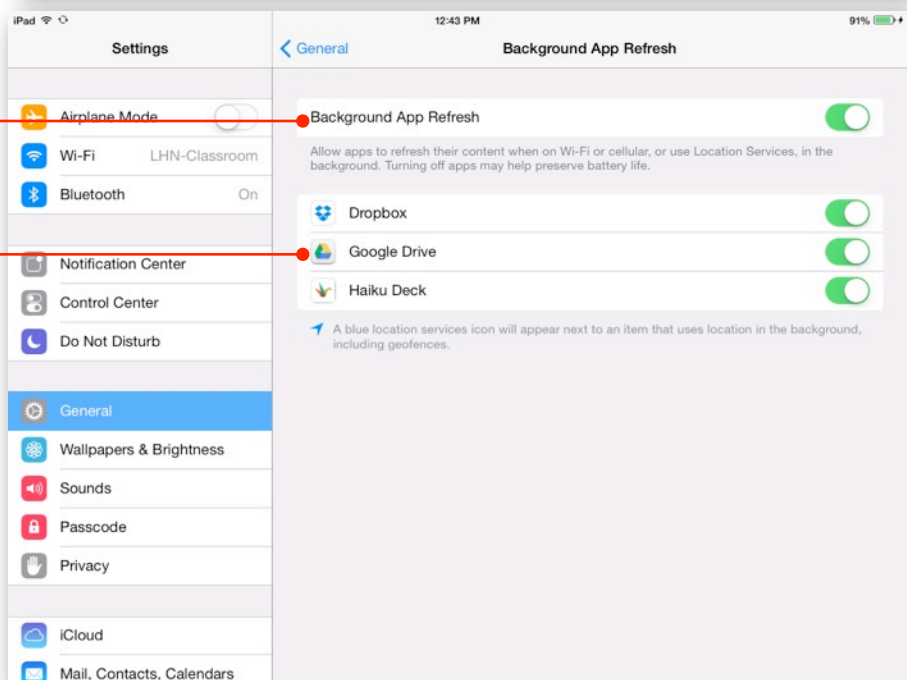 iPad 12:43 PM 91%
Settings
General Background App Refresh
Airplane Mode
Wi-Fi LHN-Classroom
Bluetooth On
Notification Center
Control Center
Do Not Disturb
General
Wallpapers & Brightness
Sounds
Passcode
Privacy
iCloud
Mail, Contacts, Calendars
Background App Refresh
Allow apps to refresh their content when on Wi-Fi or cellular, or use Location Services, in the
background. Turning off apps may help preserve battery life.
Dropbox
Google Drive
Haiku Deck
A blue location services icon will appear next to an item that uses location in the background,
including geofences.